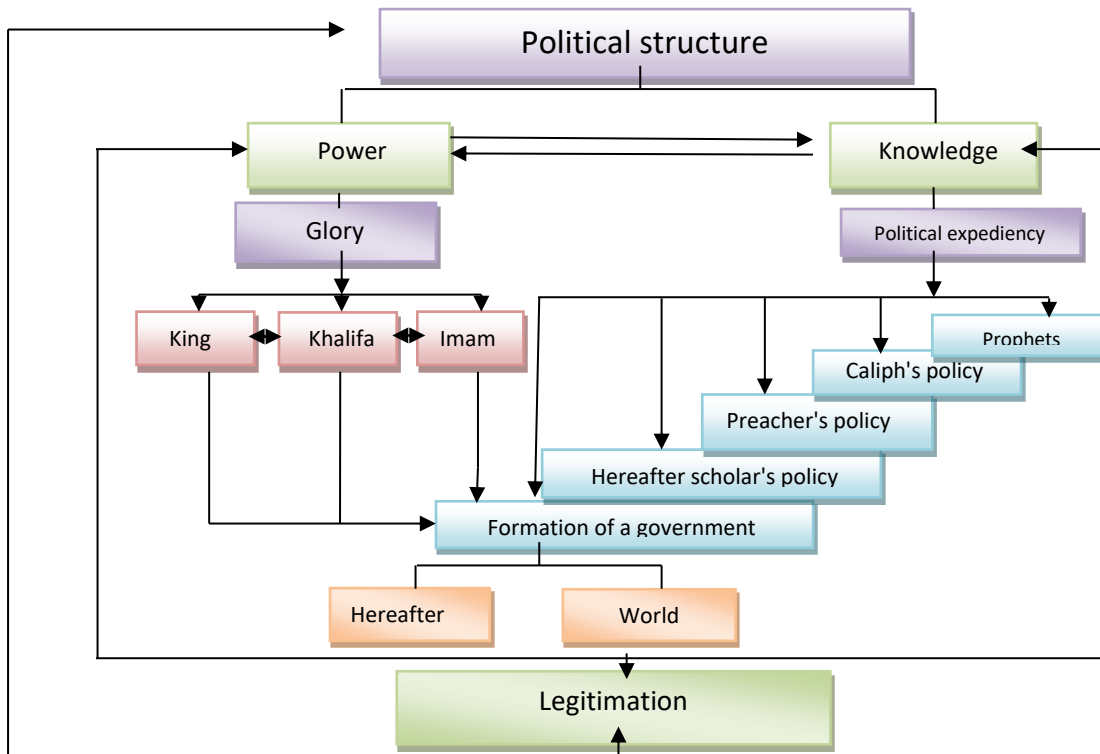 Political structure
Power
Knowledge
Glory
Political expediency
King
Khalifa
Imam
Prophets
Caliph's policy
Preacher's policy
Hereafter scholar's policy
Formation of a government
Hereafter
World
Legitimation